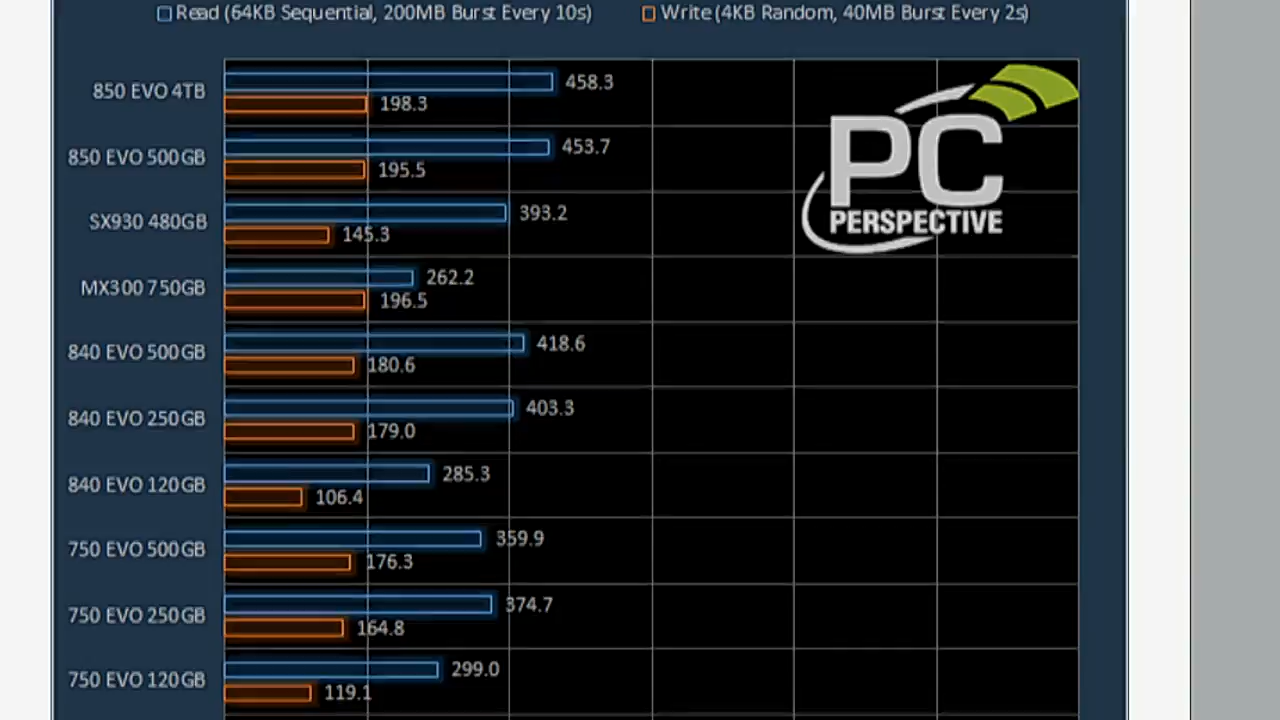 Read (64KB Sequential, 200MB Burst Every 10s) Write (4KB Random, 40MB Burst Every 2s)
850 EVO 4TB 458.3
198.3
850 EVO 500GB 453.7
195.5
SX930 480GB 393.2
145.3
MX300 750GB 262.2
196.5
840 EVO 500GB 418.6
180.6
840 EVO 250GB 403.3
179.0
840 EVO 120GB 285.3
106.4
750 EVO 500GB 359.9
176.3
750 EVO 250GB 374.7
164.8
750 EVO 120GB 299.0
119.1
PC
PERSPECTIVE